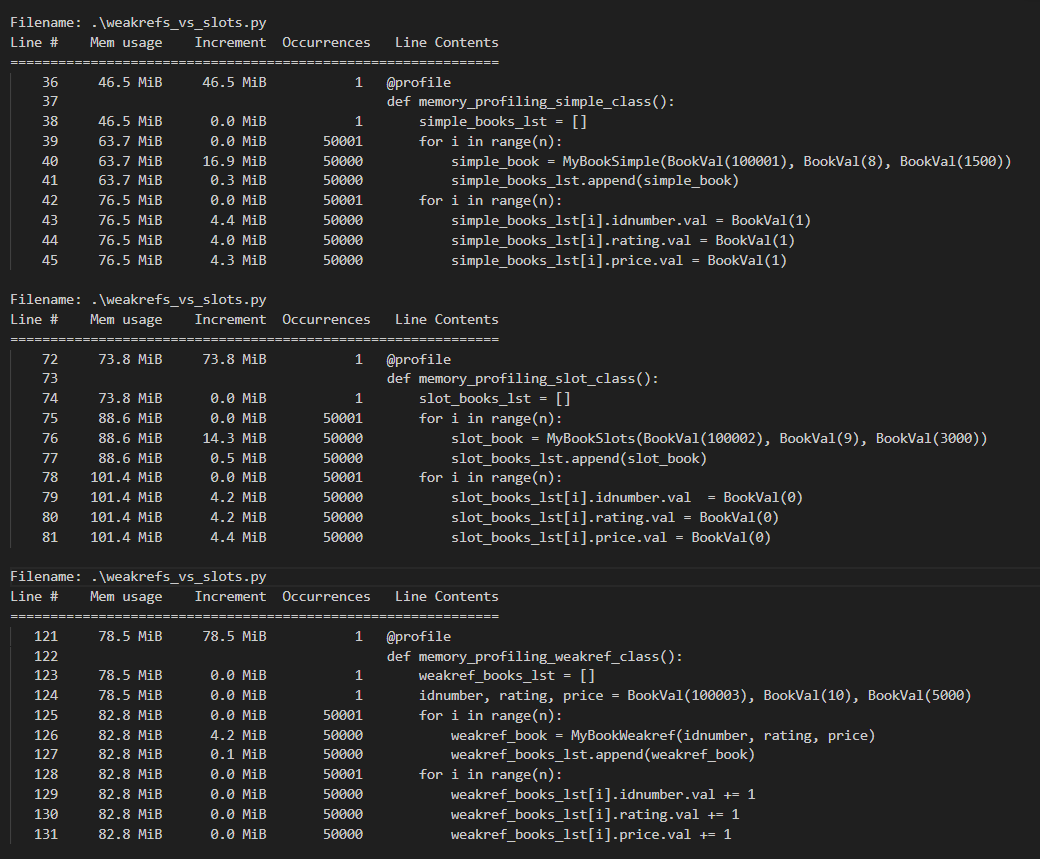 Filename: .\weakrefs_vs_slots.py
Line #    Mem usage    Increment  Occurrences   Line Contents
=============================================================
    36     46.5 MiB     46.5 MiB           1   @profile
    37                                         def memory_profiling_simple_class():
    38     46.5 MiB      0.0 MiB           1       simple_books_lst = []
    39     63.7 MiB      0.0 MiB       50001       for i in range(n):
    40     63.7 MiB     16.9 MiB       50000           simple_book = MyBookSimple(BookVal(100001), BookVal(8), BookVal(1500))
    41     63.7 MiB      0.3 MiB       50000           simple_books_lst.append(simple_book)
    42     76.5 MiB      0.0 MiB       50001       for i in range(n):
    43     76.5 MiB      4.4 MiB       50000           simple_books_lst[i].idnumber.val = BookVal(1)
    44     76.5 MiB      4.0 MiB       50000           simple_books_lst[i].rating.val = BookVal(1)
    45     76.5 MiB      4.3 MiB       50000           simple_books_lst[i].price.val = BookVal(1)
Filename: .\weakrefs_vs_slots.py
Line #    Mem usage    Increment  Occurrences   Line Contents
=============================================================
    72     73.8 MiB     73.8 MiB           1   @profile
    73                                         def memory_profiling_slot_class():
    74     73.8 MiB      0.0 MiB           1       slot_books_lst = []
    75     88.6 MiB      0.0 MiB       50001       for i in range(n):
    76     88.6 MiB     14.3 MiB       50000           slot_book = MyBookSlots(BookVal(100002), BookVal(9), BookVal(3000))
    77     88.6 MiB      0.5 MiB       50000           slot_books_lst.append(slot_book)
    78    101.4 MiB      0.0 MiB       50001       for i in range(n):
    79    101.4 MiB      4.2 MiB       50000           slot_books_lst[i].idnumber.val  = BookVal(0)
    80    101.4 MiB      4.2 MiB       50000           slot_books_lst[i].rating.val = BookVal(0)
    81    101.4 MiB      4.4 MiB       50000           slot_books_lst[i].price.val = BookVal(0)
Filename: .\weakrefs_vs_slots.py
Line #    Mem usage    Increment  Occurrences   Line Contents
=============================================================
   121     78.5 MiB     78.5 MiB           1   @profile
   122                                         def memory_profiling_weakref_class():
   123     78.5 MiB      0.0 MiB           1       weakref_books_lst = []
   124     78.5 MiB      0.0 MiB           1       idnumber, rating, price = BookVal(100003), BookVal(10), BookVal(5000)
   125     82.8 MiB      0.0 MiB       50001       for i in range(n):
   126     82.8 MiB      4.2 MiB       50000           weakref_book = MyBookWeakref(idnumber, rating, price)
   127     82.8 MiB      0.1 MiB       50000           weakref_books_lst.append(weakref_book)
   128     82.8 MiB      0.0 MiB       50001       for i in range(n):
   129     82.8 MiB      0.0 MiB       50000           weakref_books_lst[i].idnumber.val += 1
   130     82.8 MiB      0.0 MiB       50000           weakref_books_lst[i].rating.val += 1
   131     82.8 MiB      0.0 MiB       50000           weakref_books_lst[i].price.val += 1